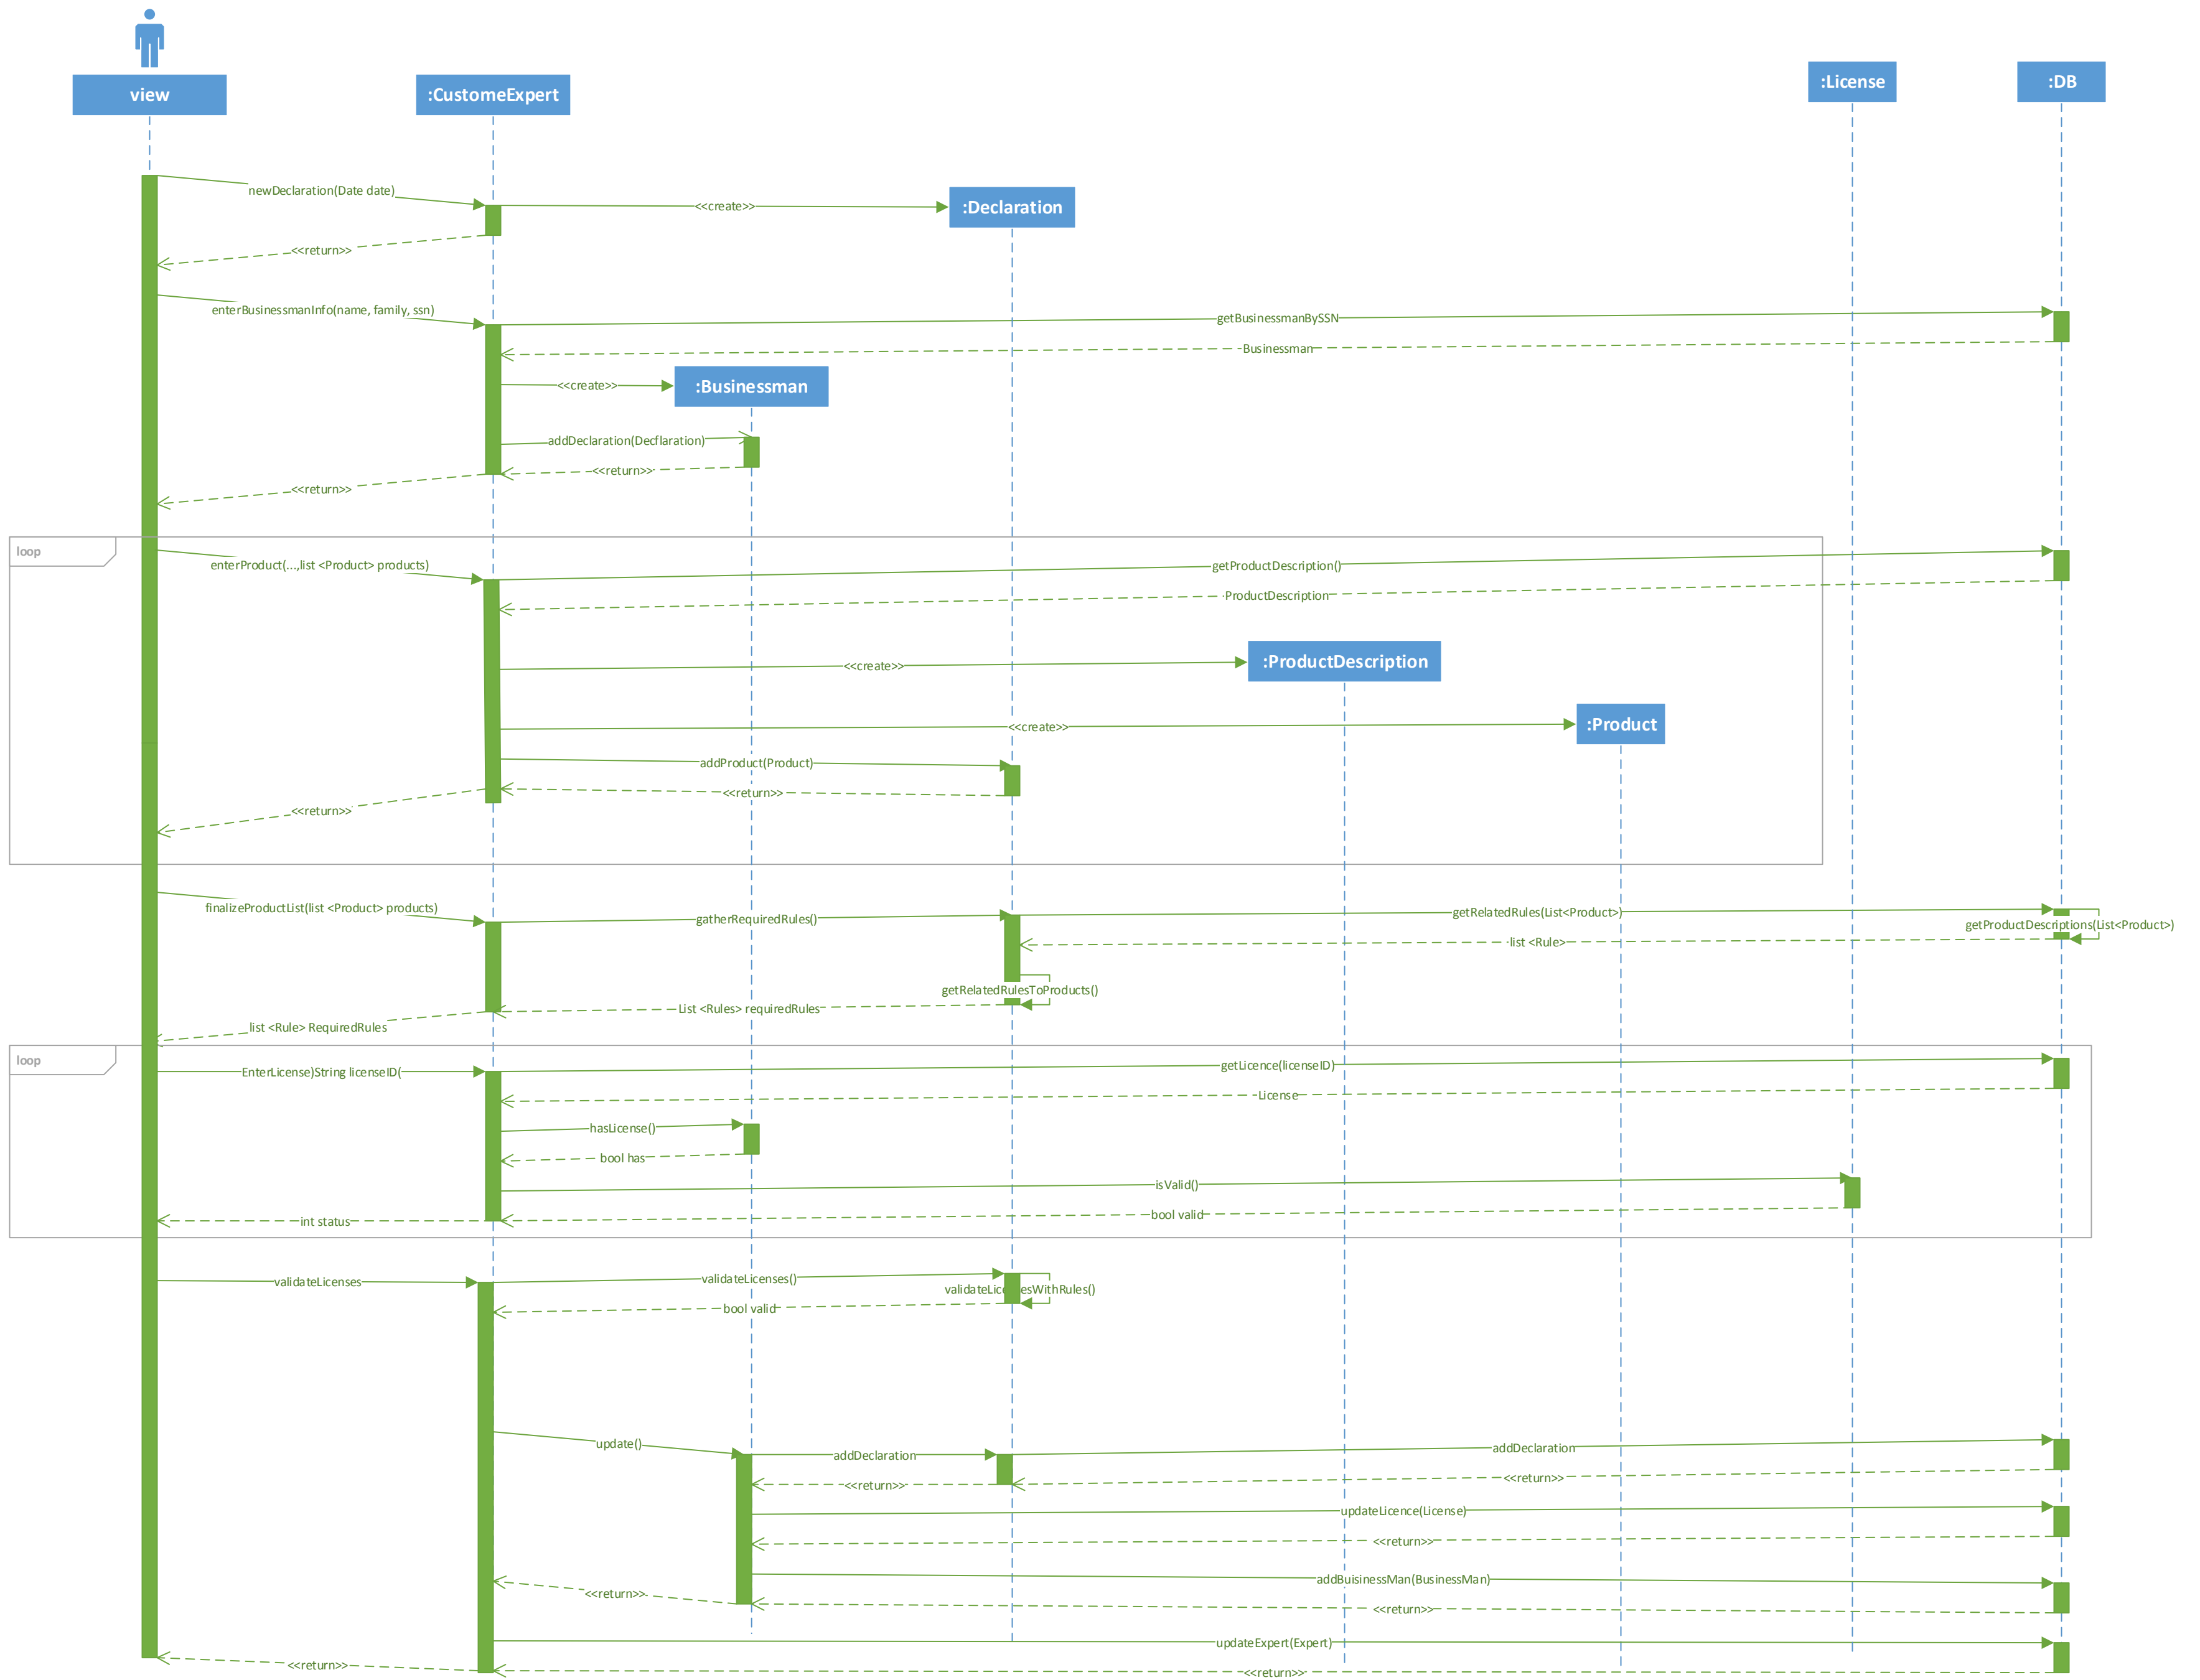 view
:CustomeExpert
:License
:DB
newDeclaration(Date date)
<<create>>
:Declaration
<<return>>
enterBusinessmanInfo(name, family, ssn)
getBusinessmanBySSN
Businessman
<<create>>
:Businessman
addDeclaration(Decflaration)
<<return>>
<<return>>
loop
enterProduct(...,list <Product> products)
getProductDescription()
ProductDescription
<<create>>
:ProductDescription
<<create>>
:Product
addProduct(Product)
<<return>>
<<return>>
finalizeProductList(list <Product> products)
gatherRequiredRules()
getRelatedRules(List<Product>)
getProductDescriptions(List<Product>)
list <Rule>
getRelatedRulesToProducts()
List <Rules> requiredRules
list <Rule> RequiredRules
loop
EnterLicense)String licenseID(
getLicence(licenseID)
License
hasLicense()
bool has
isValid()
bool valid
int status
validateLicenses
validateLicenses()
validateLicensesWithRules()
bool valid
update()
addDeclaration
addDeclaration
<<return>>
<<return>>
updateLicence(License)
<<return>>
addBuisinessMan(BusinessMan)
<<return>>
<<return>>
updateExpert(Expert)
<<return>>
<<return>>